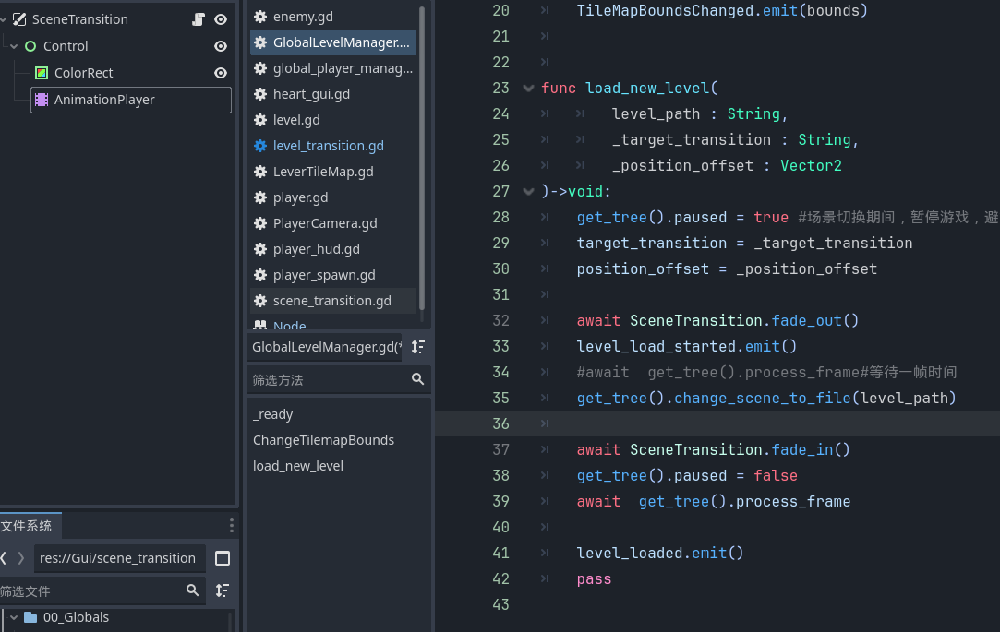 SceneTransition
Control
ColorRect
AnimationPlayer
文件系统
res://Gui/scene_transition
筛选文件
00_Globals
enemy.gd
GlobalLevelManager....
global_player_manag...
heart_gui.gd
level.gd
level_transition.gd
LeverTileMap.gd
player.gd
PlayerCamera.gd
player_hud.gd
player_spawn.gd
scene_transition.gd
Node
GlobalLevelManager.gd(*
筛选方法
_ready
ChangeTilemapBounds
load_new_level
20 TileMapBoundsChanged.emit(bounds)
21
22
23 func load_new_level(
24 level_path : String,
25 _target_transition : String,
26 _position_offset : Vector2
27 )->void:
28 get_tree().paused = true #场景切换期间，暂停游戏，避
29 target_transition = _target_transition
30 position_offset = _position_offset
31
32 await SceneTransition.fade_out()
33 level_load_started.emit()
34 #await  get_tree().process_frame#等待一帧时间
35 get_tree().change_scene_to_file(level_path)
36
37 await SceneTransition.fade_in()
38 get_tree().paused = false
39 await  get_tree().process_frame
40
41 level_loaded.emit()
42 pass
43